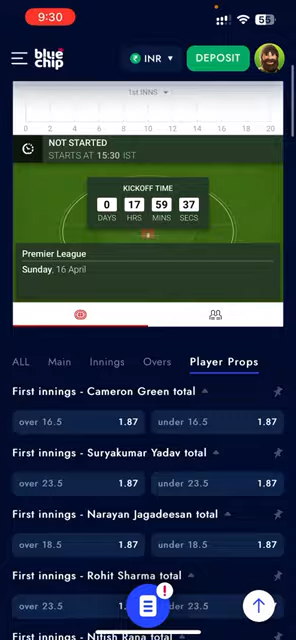 9:30
55
blue chip
₹ INR ▼
DEPOSIT
1st INNS
0 2 4 6 8 10 12 14 16 18 20
NOT STARTED
STARTS AT 15:30 IST
KICKOFF TIME
0 17 59 37
DAYS HRS MINS SECS
Premier League
Sunday, 16 April
ALL Main Innings Overs Player Props
First innings - Cameron Green total
over 16.5 1.87 under 16.5 1.87
First innings - Suryakumar Yadav total
over 23.5 1.87 under 23.5 1.87
First innings - Narayan Jagadeesan total
over 18.5 1.87 under 18.5 1.87
First innings - Rohit Sharma total
over 23.5 under 23.5 1.87
First innings - Nitish Rana total